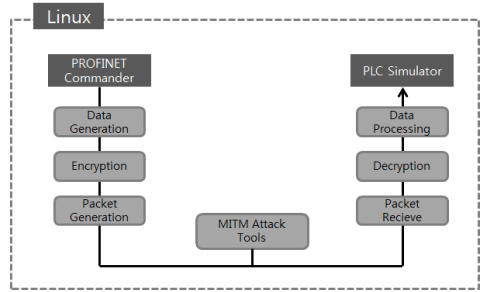 Linux
PROFINET
Commander
Data
Generation
Encryption
Packet
Generation
MITM Attack
Tools
PLC Simulator
Data
Processing
Decryption
Packet
Recieve